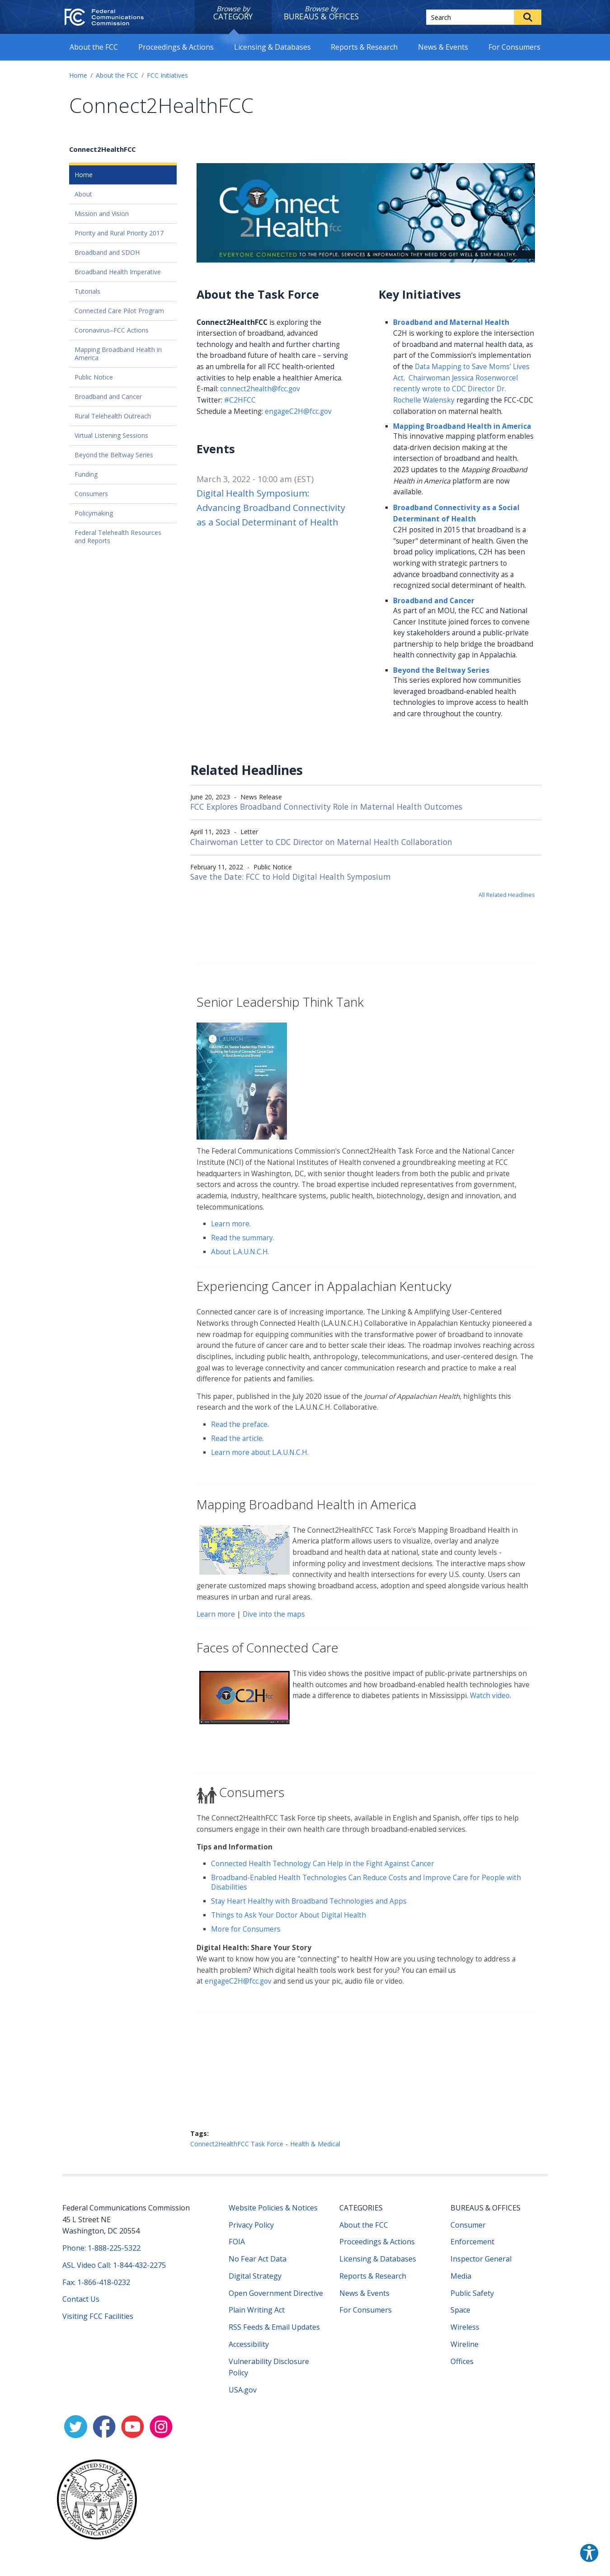 FC Federal Communications Commission
Browse by
CATEGORY
Browse by
BUREAUS & OFFICES
Search
About the FCC
Proceedings & Actions
Licensing & Databases
Reports & Research
News & Events
For Consumers
Home / About the FCC / FCC Initiatives
Connect2HealthFCC
Connect2HealthFCC
Home
About
Mission and Vision
Priority and Rural Priority 2017
Broadband and SDOH
Broadband Health Imperative
Tutorials
Connected Care Pilot Program
Coronavirus–FCC Actions
Mapping Broadband Health in
America
Public Notice
Broadband and Cancer
Rural Telehealth Outreach
Virtual Listening Sessions
Beyond the Beltway Series
Funding
Consumers
Policymaking
Federal Telehealth Resources
and Reports
Connect
2Healthfcc
EVERYONE CONNECTED TO THE PEOPLE, SERVICES & INFORMATION THEY NEED TO GET WELL & STAY HEALTHY.
About the Task Force
Connect2HealthFCC is exploring the
intersection of broadband, advanced
technology and health and further charting
the broadband future of health care – serving
as an umbrella for all FCC health-oriented
activities to help enable a healthier America.
E-mail: connect2health@fcc.gov
Twitter: #C2HFCC
Schedule a Meeting: engageC2H@fcc.gov
Events
March 3, 2022 - 10:00 am (EST)
Digital Health Symposium:
Advancing Broadband Connectivity
as a Social Determinant of Health
Key Initiatives
Broadband and Maternal Health
C2H is working to explore the intersection
of broadband and maternal health data, as
part of the Commission's implementation
of the Data Mapping to Save Moms' Lives
Act. Chairwoman Jessica Rosenworcel
recently wrote to CDC Director Dr.
Rochelle Walensky regarding the FCC-CDC
collaboration on maternal health.
Mapping Broadband Health in America
This innovative mapping platform enables
data-driven decision making at the
intersection of broadband and health.
2023 updates to the Mapping Broadband
Health in America platform are now
available.
Broadband Connectivity as a Social
Determinant of Health
C2H posited in 2015 that broadband is a
"super" determinant of health. Given the
broad policy implications, C2H has been
working with strategic partners to
advance broadband connectivity as a
recognized social determinant of health.
Broadband and Cancer
As part of an MOU, the FCC and National
Cancer Institute joined forces to convene
key stakeholders around a public-private
partnership to help bridge the broadband
health connectivity gap in Appalachia.
Beyond the Beltway Series
This series explored how communities
leveraged broadband-enabled health
technologies to improve access to health
and care throughout the country.
Related Headlines
June 20, 2023 - News Release
FCC Explores Broadband Connectivity Role in Maternal Health Outcomes
April 11, 2023 - Letter
Chairwoman Letter to CDC Director on Maternal Health Collaboration
February 11, 2022 - Public Notice
Save the Date: FCC to Hold Digital Health Symposium
All Related Headlines
Senior Leadership Think Tank
LAUNCH
The Federal Communications Commission's Connect2Health Task Force and the National Cancer
Institute (NCI) of the National Institutes of Health convened a groundbreaking meeting at FCC
headquarters in Washington, DC, with senior thought leaders and luminaries in the public and private
sectors and across the country. The broad expertise included representatives from government,
academia, industry, healthcare systems, public health, biotechnology, design and innovation, and
telecommunications.
Learn more.
Read the summary.
About L.A.U.N.C.H.
Experiencing Cancer in Appalachian Kentucky
Connected cancer care is of increasing importance. The Linking & Amplifying User-Centered
Networks through Connected Health (L.A.U.N.C.H.) Collaborative in Appalachian Kentucky pioneered a
new roadmap for equipping communities with the transformative power of broadband to innovate
around the future of cancer care and to better scale their ideas. The roadmap involves reaching across
disciplines, including public health, anthropology, telecommunications, and user-centered design. The
goal was to leverage connectivity and cancer communication research and practice to make a real
difference for patients and families.
This paper, published in the July 2020 issue of the Journal of Appalachian Health, highlights this
research and the work of the L.A.U.N.C.H. Collaborative.
Read the preface.
Read the article.
Learn more about L.A.U.N.C.H.
Mapping Broadband Health in America
The Connect2HealthFCC Task Force's Mapping Broadband Health in
America platform allows users to visualize, overlay and analyze
broadband and health data at national, state and county levels -
informing policy and investment decisions. The interactive maps show
connectivity and health intersections for every U.S. county. Users can
generate customized maps showing broadband access, adoption and speed alongside various health
measures in urban and rural areas.
Learn more | Dive into the maps
Faces of Connected Care
C2Hfcc
This video shows the positive impact of public-private partnerships on
health outcomes and how broadband-enabled health technologies have
made a difference to diabetes patients in Mississippi. Watch video.
Consumers
The Connect2HealthFCC Task Force tip sheets, available in English and Spanish, offer tips to help
consumers engage in their own health care through broadband-enabled services.
Tips and Information
Connected Health Technology Can Help in the Fight Against Cancer
Broadband-Enabled Health Technologies Can Reduce Costs and Improve Care for People with
Disabilities
Stay Heart Healthy with Broadband Technologies and Apps
Things to Ask Your Doctor About Digital Health
More for Consumers
Digital Health: Share Your Story
We want to know how you are "connecting" to health! How are you using technology to address a
health problem? Which digital health tools work best for you? You can email us
at engageC2H@fcc.gov and send us your pic, audio file or video.
Tags:
Connect2HealthFCC Task Force - Health & Medical
Federal Communications Commission
45 L Street NE
Washington, DC 20554
Phone: 1-888-225-5322
ASL Video Call: 1-844-432-2275
Fax: 1-866-418-0232
Contact Us
Visiting FCC Facilities
Website Policies & Notices
Privacy Policy
FOIA
No Fear Act Data
Digital Strategy
Open Government Directive
Plain Writing Act
RSS Feeds & Email Updates
Accessibility
Vulnerability Disclosure
Policy
USA.gov
CATEGORIES
About the FCC
Proceedings & Actions
Licensing & Databases
Reports & Research
News & Events
For Consumers
BUREAUS & OFFICES
Consumer
Enforcement
Inspector General
Media
Public Safety
Space
Wireless
Wireline
Offices
UNITED STATES
FEDERAL COMMUNICATIONS COMMISSION